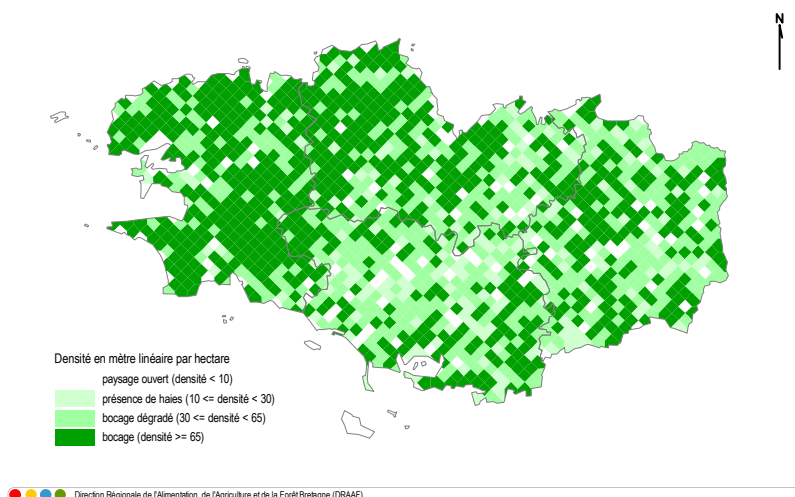 N
Densité en mètre linéaire par hectare
paysage ouvert (densité < 10)
présence de haies (10 <= densité < 30)
bocage dégradé (30 <= densité < 65)
bocage (densité >= 65)
Direction Régionale de l'Alimentation, de l'Agriculture et de la Forêt Bretagne (DRAAF)